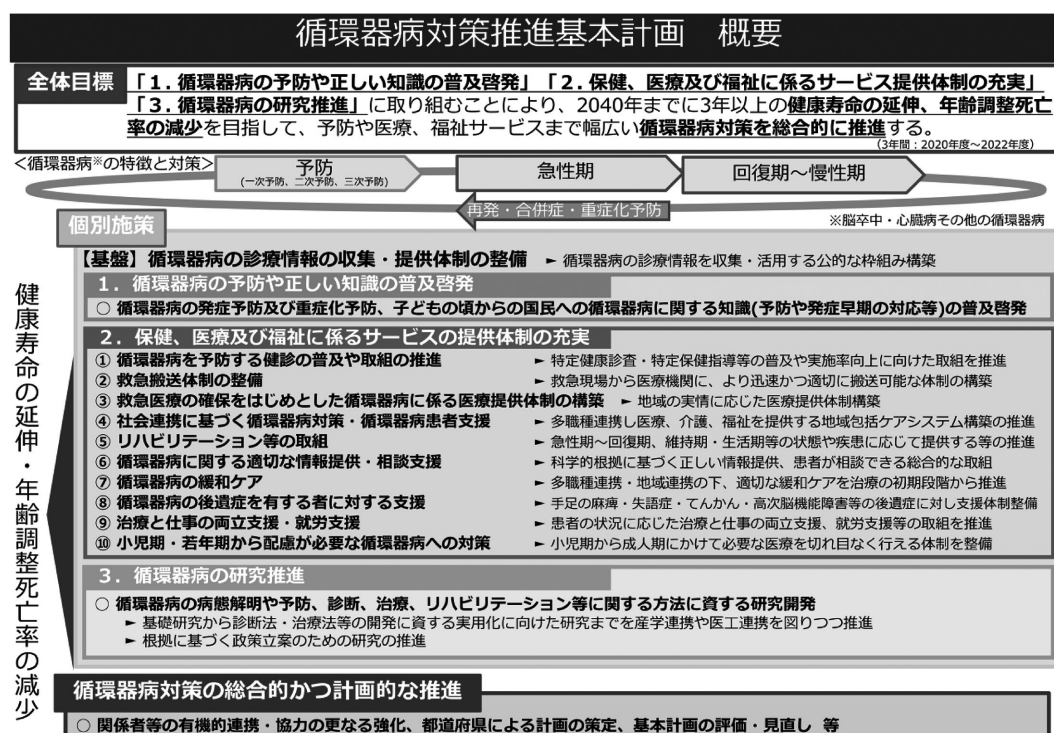 循環器病対策推進基本計画　概要
全体目標
「１．循環器病の予防や正しい知識の普及啓発」「２．保健、医療及び福祉に係るサービス提供体制の充実」
「３．循環器病の研究推進」に取り組むことにより、2040年までに3年以上の健康寿命の延伸、年齢調整死亡
率の減少を目指して、予防や医療、福祉サービスまで幅広い循環器病対策を総合的に推進する。
(3年間：2020年度～2022年度)
<循環器病※の特徴と対策>
予防
(一次予防、二次予防、三次予防)
急性期
回復期～慢性期
再発・合併症・重症化予防
※脳卒中・心臓病その他の循環器病
個別施策
健康寿命の延伸・年齢調整死亡率の減少
【基盤】循環器病の診療情報の収集・提供体制の整備　► 循環器病の診療情報を収集・活用する公的な枠組み構築
１．循環器病の予防や正しい知識の普及啓発
○ 循環器病の発症予防及び重症化予防、子どもの頃からの国民への循環器病に関する知識(予防や発症早期の対応等)の普及啓発
２．保健、医療及び福祉に係るサービスの提供体制の充実
① 循環器病を予防する健診の普及や取組の推進　► 特定健康診査・特定保健指導等の普及や実施率向上に向けた取組を推進
② 救急搬送体制の整備　► 救急現場から医療機関に、より迅速かつ適切に搬送可能な体制の構築
③ 救急医療の確保をはじめとした循環器病に係る医療提供体制の構築　► 地域の実情に応じた医療提供体制構築
④ 社会連携に基づく循環器病対策・循環器病患者支援　► 多職種連携し医療、介護、福祉を提供する地域包括ケアシステム構築の推進
⑤ リハビリテーション等の取組　► 急性期～回復期、維持期・生活期等の状態や疾患に応じて提供する等の推進
⑥ 循環器病に関する適切な情報提供・相談支援　► 科学的根拠に基づく正しい情報提供、患者が相談できる総合的な取組
⑦ 循環器病の緩和ケア　► 多職種連携・地域連携の下、適切な緩和ケアを治療の初期段階から推進
⑧ 循環器病の後遺症を有する者に対する支援　► 手足の麻痺・失語症・てんかん・高次脳機能障害等の後遺症に対し支援体制整備
⑨ 治療と仕事の両立支援・就労支援　► 患者の状況に応じた治療と仕事の両立支援、就労支援等の取組を推進
⑩ 小児期・若年期から配慮が必要な循環器病への対策　► 小児期から成人期にかけて必要な医療を切れ目なく行える体制を整備
３．循環器病の研究推進
○ 循環器病の病態解明や予防、診断、治療、リハビリテーション等に関する方法に資する研究開発
► 基礎研究から診断法・治療法等の開発に資する実用化に向けた研究までを産学連携や医工連携を図りつつ推進
► 根拠に基づく政策立案のための研究の推進
循環器病対策の総合的かつ計画的な推進
○ 関係者等の有機的連携・協力の更なる強化、都道府県による計画の策定、基本計画の評価・見直し 等